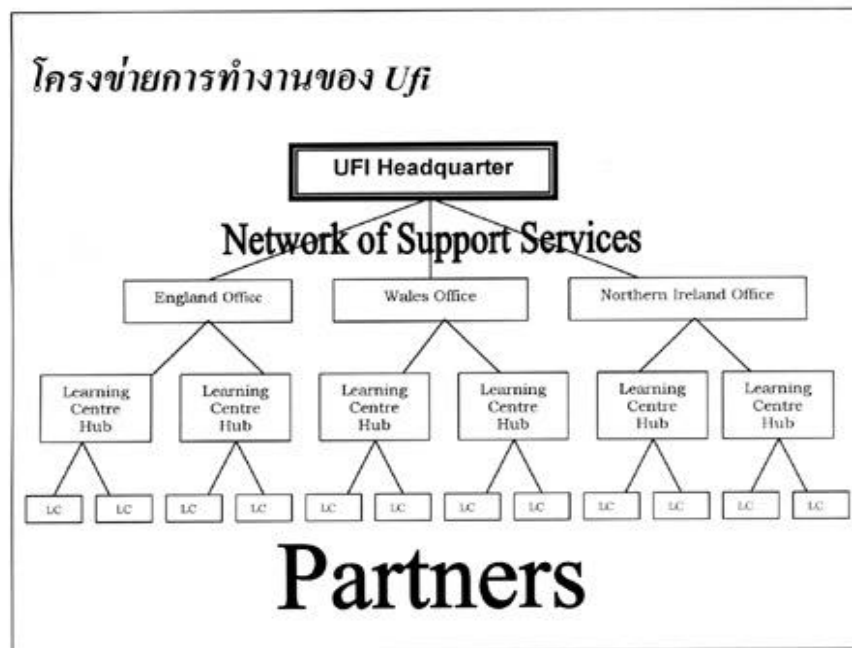 โครงข่ายการทำงานของ Ufi
UFI Headquarter
Network of Support Services
England Office
Wales Office
Northern Ireland Office
Learning
Centre
Hub
Learning
Centre
Hub
Learning
Centre
Hub
Learning
Centre
Hub
Learning
Centre
Hub
Learning
Centre
Hub
LC
LC
LC
LC
LC
LC
LC
LC
LC
LC
LC
LC
Partners